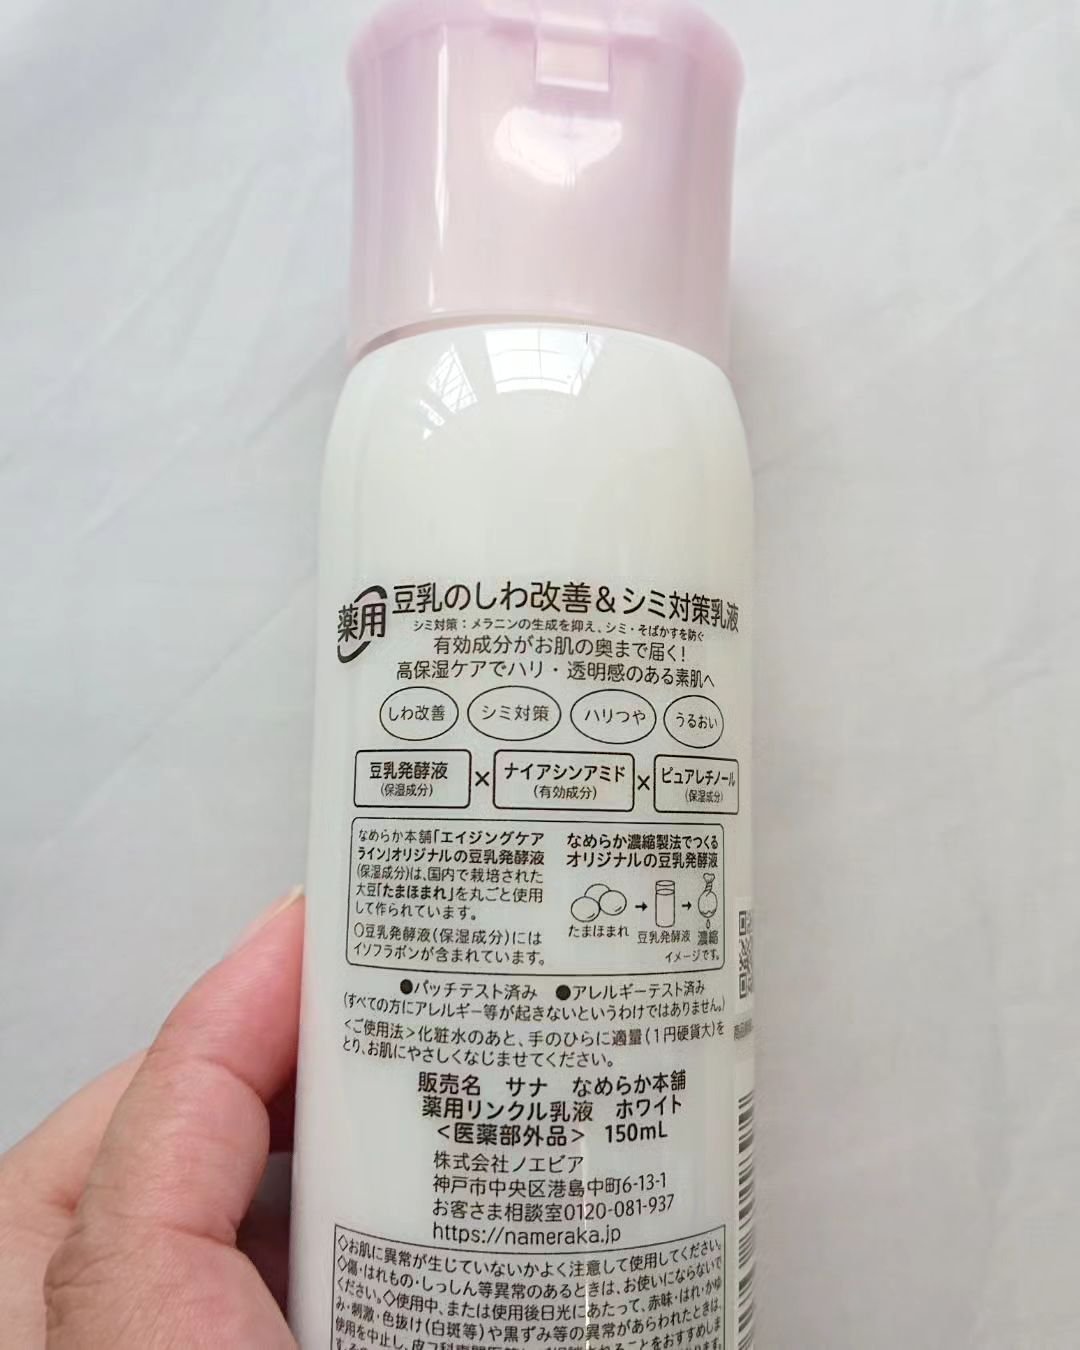 薬用
豆乳のしわ改善＆シミ対策乳液
シミ対策：メラニンの生成を抑え、シミ・そばかすを防ぐ
有効成分がお肌の奥まで届く！
高保湿ケアでハリ・透明感のある素肌へ
しわ改善 シミ対策 ハリつや うるおい
豆乳発酵液 × ナイアシンアミド × ピュアレチノール
(保湿成分) (有効成分) (保湿成分)
なめらか本舗「エイジングケア
ライン」オリジナルの豆乳発酵液
(保湿成分)は、国内で栽培された
大豆「たまほまれ」を丸ごと使用
して作られています。
○豆乳発酵液(保湿成分)には
イソフラボンが含まれています。
なめらか濃縮製法でつくる
オリジナルの豆乳発酵液
たまほまれ 豆乳発酵液 濃縮
イメージです。
●パッチテスト済み ●アレルギーテスト済み
(すべての方にアレルギー等が起きないというわけではありません。)
<ご使用法>化粧水のあと、手のひらに適量(1円硬貨大)を
とり、お肌にやさしくなじませてください。
販売名 サナ なめらか本舗
薬用リンクル乳液 ホワイト
<医薬部外品> 150mL
株式会社ノエビア
神戸市中央区港島中町6-13-1
お客さま相談室0120-081-937
https://nameraka.jp
◇お肌に異常が生じていないかよく注意して使用してください。
◇傷・はれもの・しっしん等異常のあるときは、お使いにならないで
ください。◇使用中、または使用後日光にあたって、赤味・はれ・かゆ
み・刺激・色抜け(白斑等)や黒ずみ等の異常があらわれたときは、
使用を中止し、